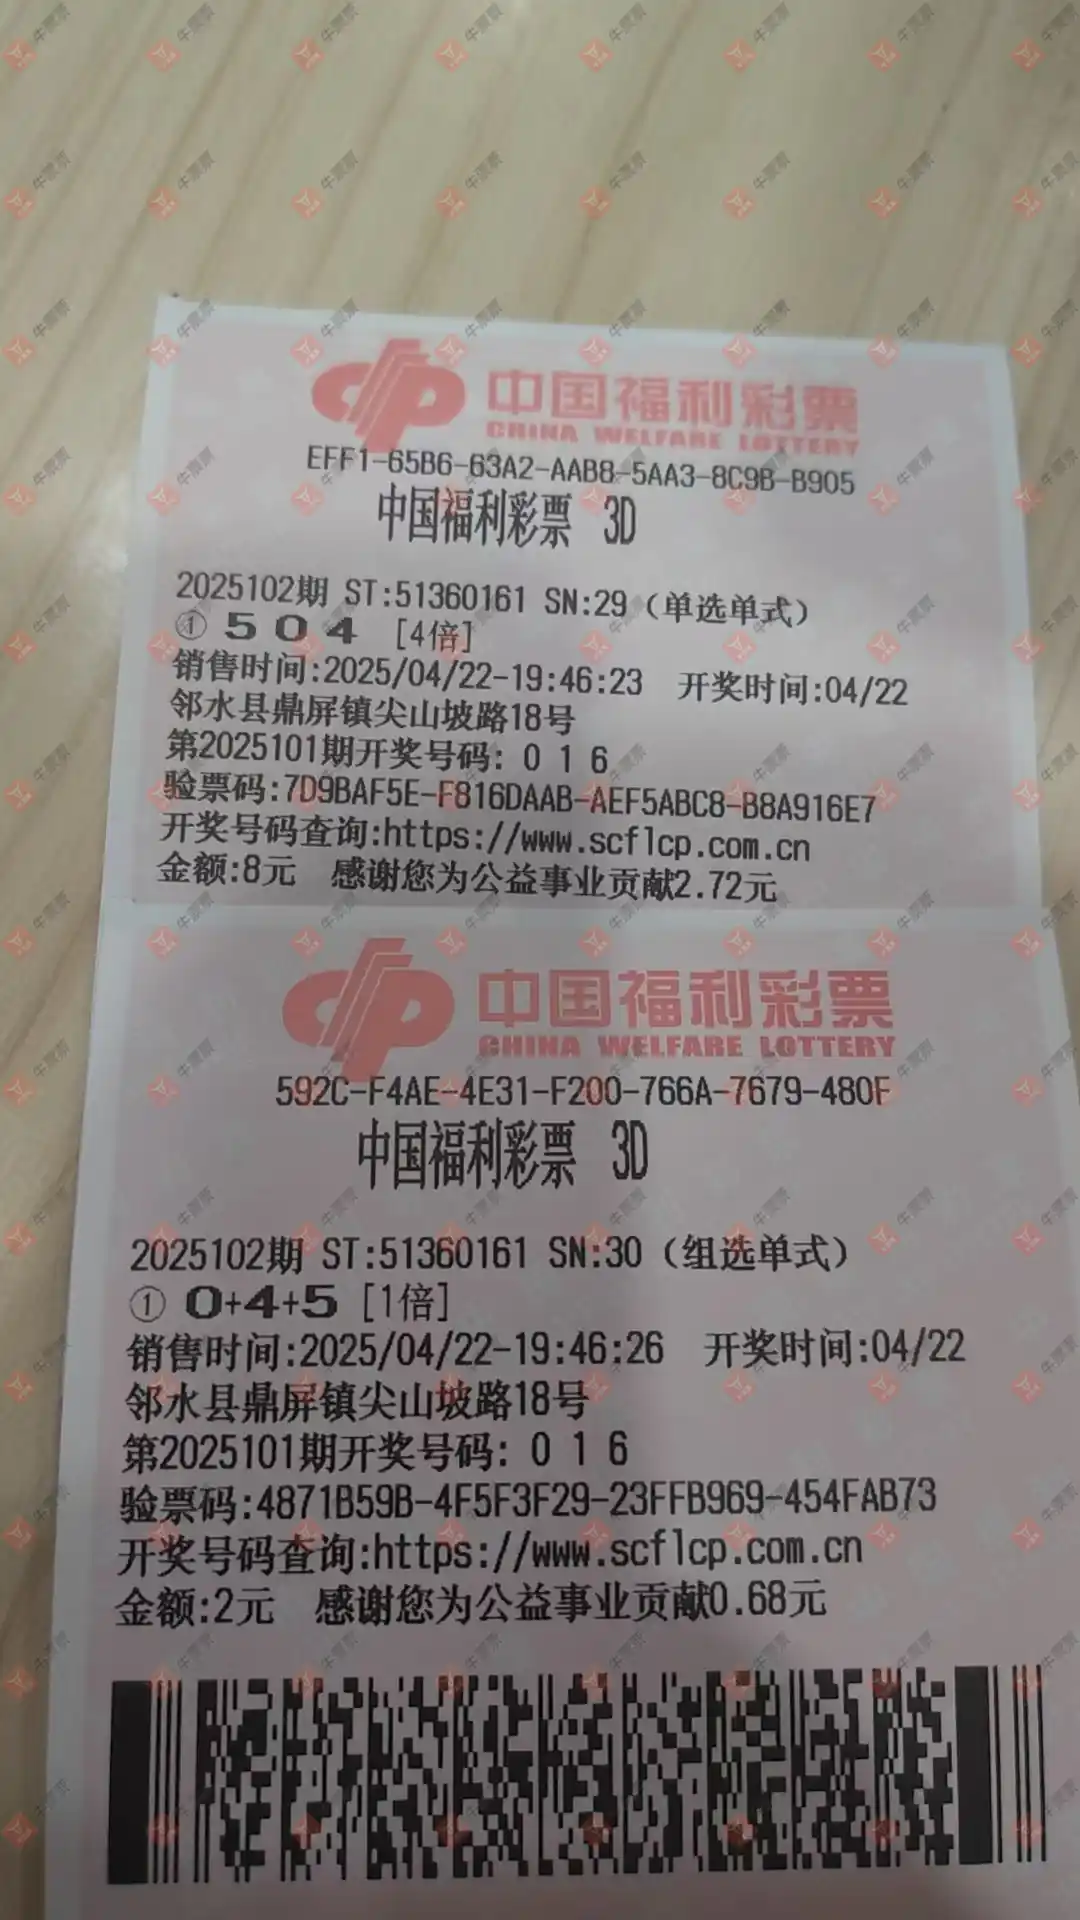 中国福利彩票
CHINA WELFARE LOTTERY
EFF1-65B6-63A2-AAB8-5AA3-8C9B-B905
中国福利彩票 3D
2025102期 ST:51360161 SN:29（单选单式）
① 5 0 4 [4倍]
销售时间:2025/04/22-19:46:23 开奖时间:04/22
邻水县鼎屏镇尖山坡路18号
第2025101期开奖号码: 0 1 6
验票码:7D9BAF5E-F816DAAB-AEF5ABC8-B8A916E7
开奖号码查询:https://www.scflcp.com.cn
金额:8元 感谢您为公益事业贡献2.72元
中国福利彩票
CHINA WELFARE LOTTERY
592C-F4AE-4E31-F200-766A-7679-480F
中国福利彩票 3D
2025102期 ST:51360161 SN:30（组选单式）
① 0+4+5 [1倍]
销售时间:2025/04/22-19:46:26 开奖时间:04/22
邻水县鼎屏镇尖山坡路18号
第2025101期开奖号码: 0 1 6
验票码:4871B59B-4F5F3F29-23FFB969-454FAB73
开奖号码查询:https://www.scflcp.com.cn
金额:2元 感谢您为公益事业贡献0.68元
牛票票